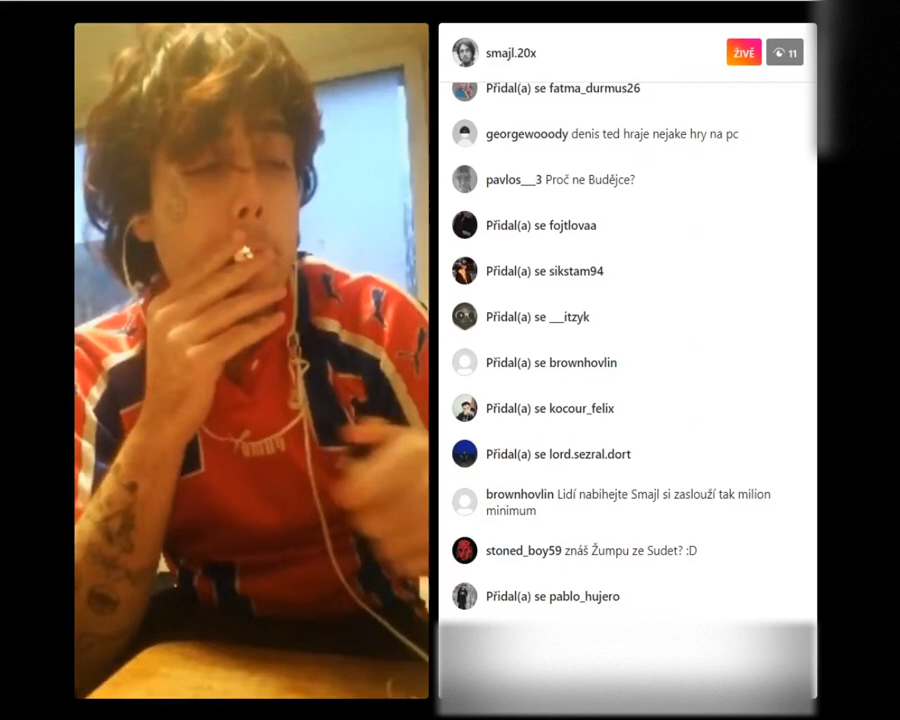 smajl.20x
ŽIVĚ
11
Přidal(a) se fatma_durmus26
georgewooody denis ted hraje nejake hry na pc
pavlos___3 Proč ne Budějce?
Přidal(a) se fojtlovaa
Přidal(a) se sikstam94
Přidal(a) se ___itzyk
Přidal(a) se brownhovlin
Přidal(a) se kocour_felix
Přidal(a) se lord.sezral.dort
brownhovlin Lidí nabihejte Smajl si zaslouží tak milion
minimum
stoned_boy59 znáš Žumpu ze Sudet? :D
Přidal(a) se pablo_hujero